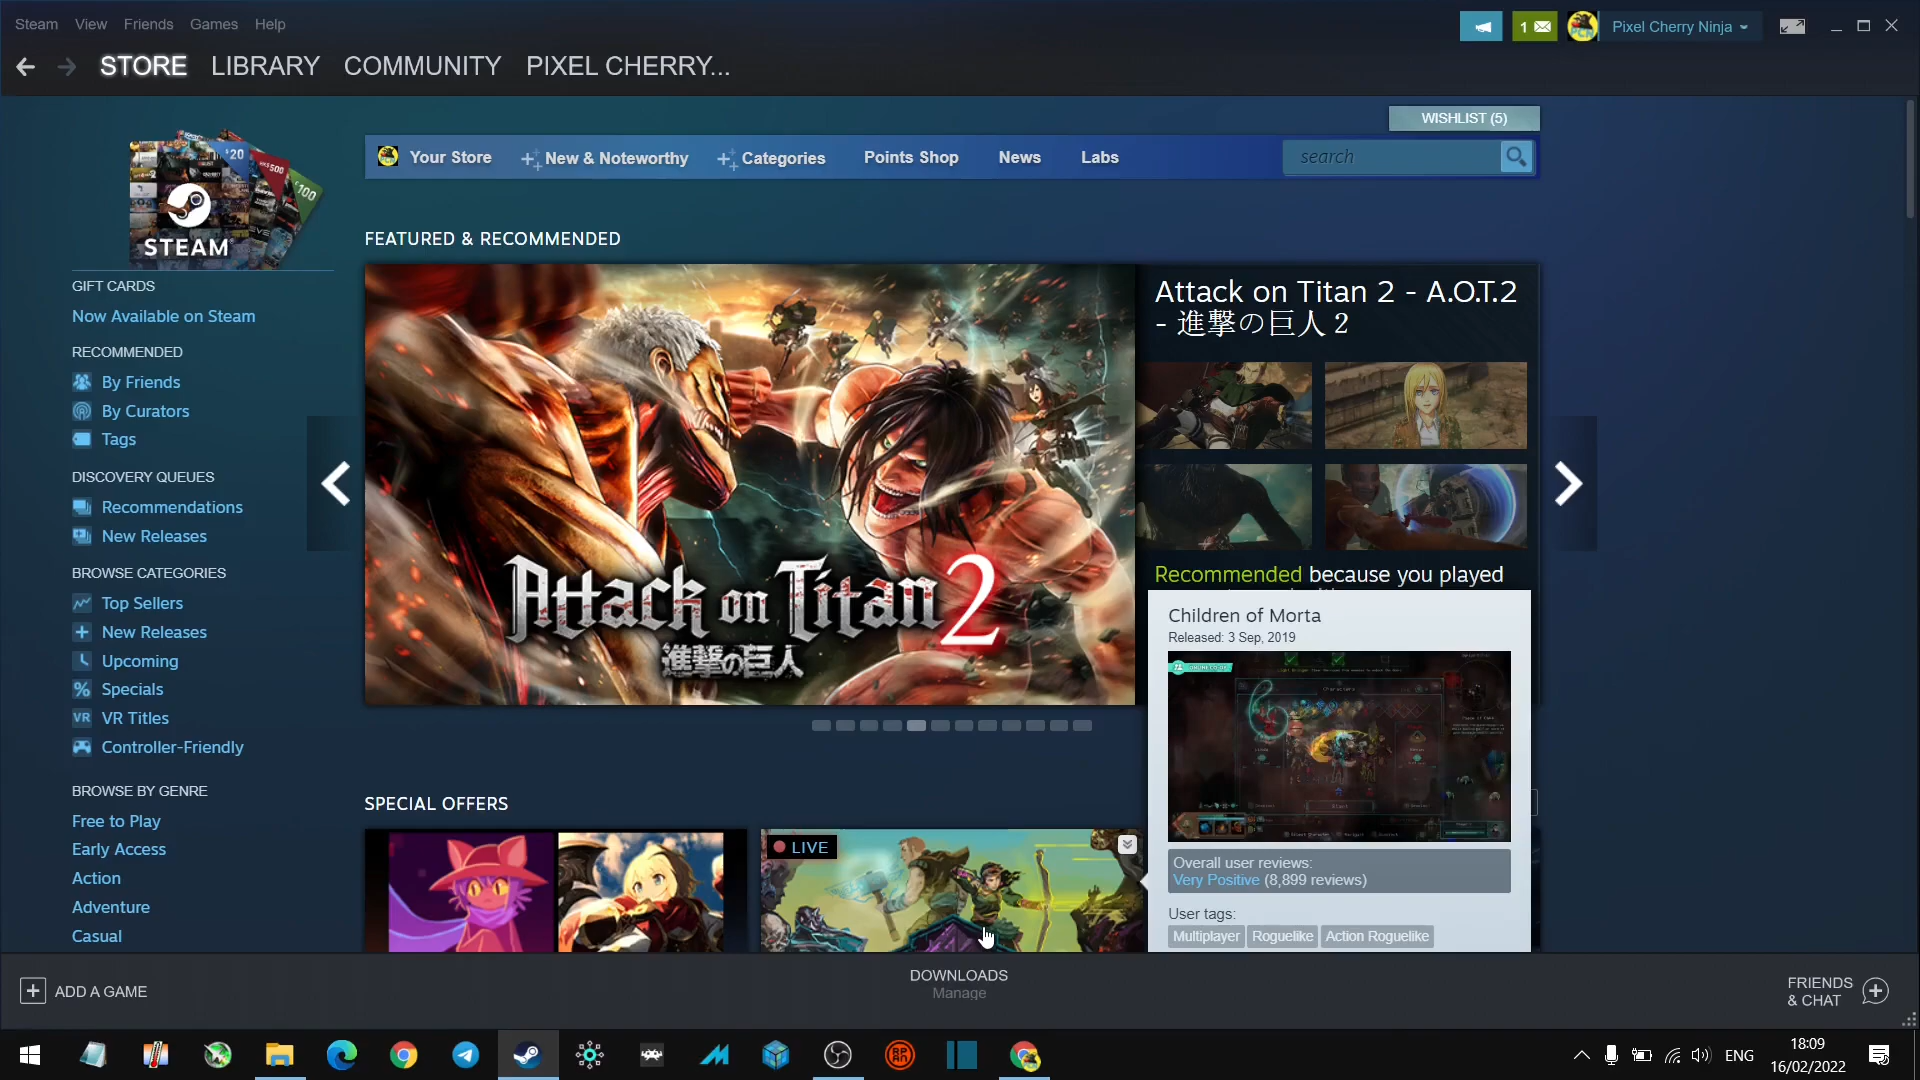 Steam View Friends Games Help
1
Pixel Cherry Ninja
STORE LIBRARY COMMUNITY PIXEL CHERRY...
WISHLIST (5)
Your Store New & Noteworthy Categories Points Shop News Labs
search
STEAM
FEATURED & RECOMMENDED
GIFT CARDS
Now Available on Steam
RECOMMENDED
By Friends
By Curators
Tags
DISCOVERY QUEUES
Recommendations
New Releases
BROWSE CATEGORIES
Top Sellers
New Releases
Upcoming
Specials
VR Titles
Controller-Friendly
BROWSE BY GENRE
Free to Play
Early Access
Action
Adventure
Casual
Attack on Titan 2
進撃の巨人
Attack on Titan 2 - A.O.T.2
- 進撃の巨人２
Recommended because you played
Children of Morta
Released: 3 Sep, 2019
Overall user reviews:
Very Positive (8,899 reviews)
User tags:
Multiplayer Roguelike Action Roguelike
SPECIAL OFFERS
LIVE
ADD A GAME
DOWNLOADS
Manage
FRIENDS
& CHAT
ENG
18:09
16/02/2022